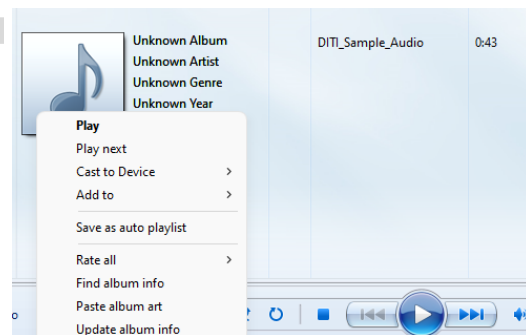 Unknown Album
DITI_Sample_Audio
0:43
Unknown Artist
Unknown Genre
Unknown Year
Play
Play next
Cast to Device
Add to
Save as auto playlist
Rate all
Find album info
Paste album art
Update album info